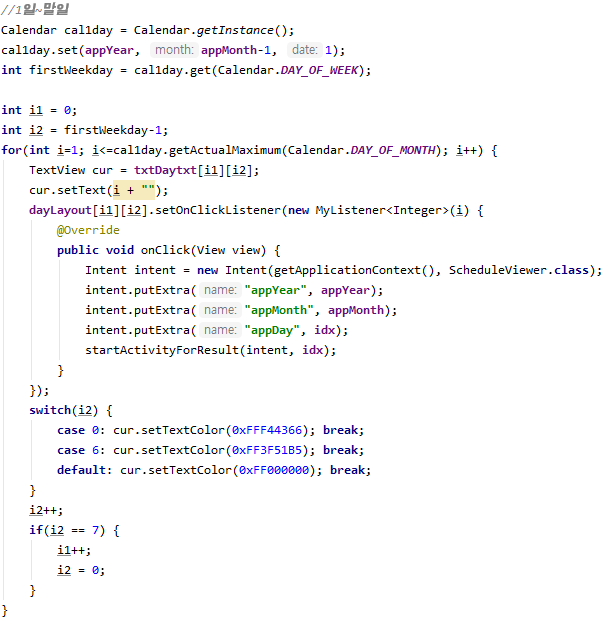 //1일~말일
Calendar cal1day = Calendar.getInstance();
cal1day.set(appYear, month: appMonth-1, date: 1);
int firstWeekday = cal1day.get(Calendar.DAY_OF_WEEK);
int i1 = 0;
int i2 = firstWeekday-1;
for(int i=1; i<=cal1day.getActualMaximum(Calendar.DAY_OF_MONTH); i++) {
TextView cur = txtDaytxt[i1][i2];
cur.setText(i + "");
dayLayout[i1][i2].setOnClickListener(new MyListener<Integer>(i) {
@Override
public void onClick(View view) {
Intent intent = new Intent(getApplicationContext(), ScheduleViewer.class);
intent.putExtra( name: "appYear", appYear);
intent.putExtra( name: "appMonth", appMonth);
intent.putExtra( name: "appDay", idx);
startActivityForResult(intent, idx);
}
});
switch(i2) {
case 0: cur.setTextColor(0xFFF44366); break;
case 6: cur.setTextColor(0xFF3F51B5); break;
default: cur.setTextColor(0xFF000000); break;
}
i2++;
if(i2 == 7) {
i1++;
i2 = 0;
}
}